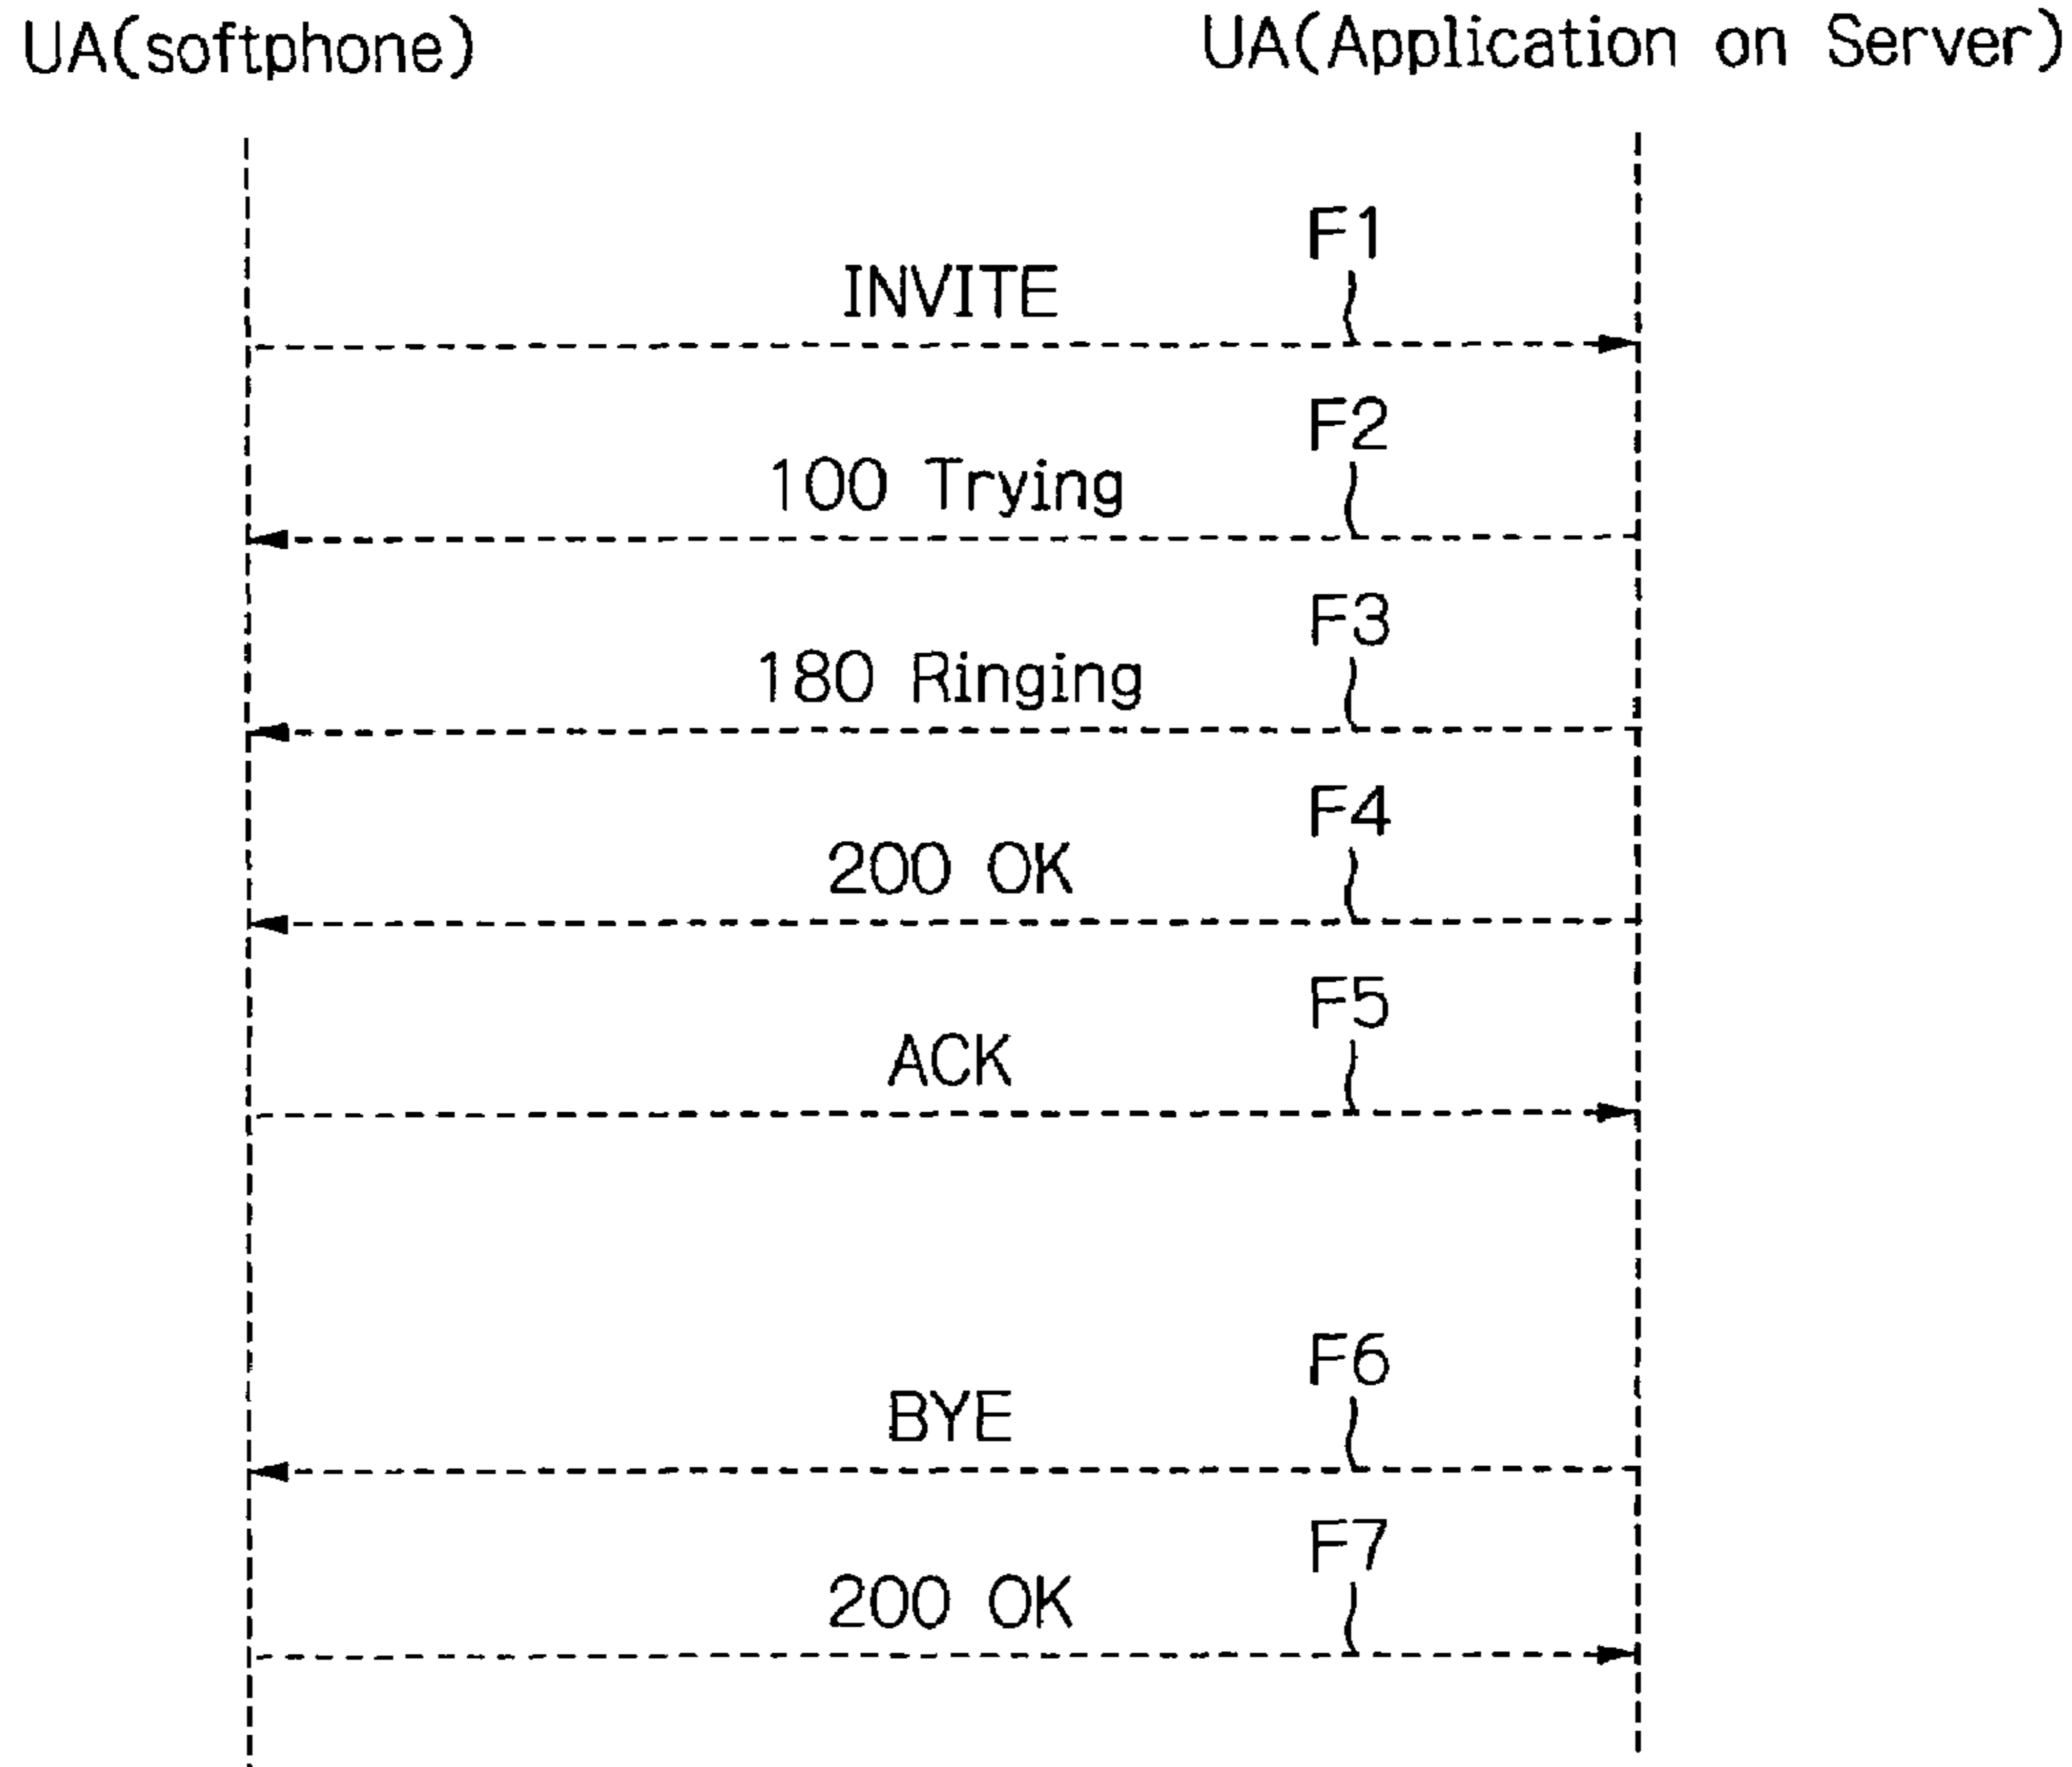 UA(softphone)
UA(Application on Server)
F1
INVITE
F2
100 Trying
F3
180 Ringing
F4
200 OK
F5
ACK
F6
BYE
F7
200 OK